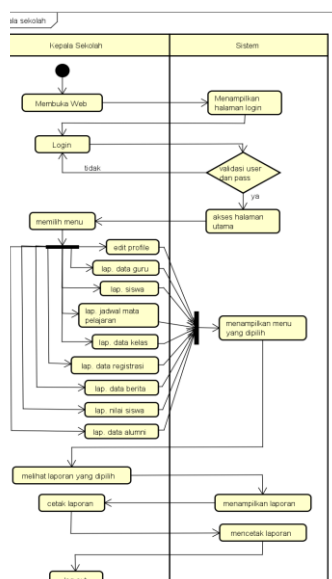 ala sekolah
Kepala Sekolah
Sistem
Membuka Web
Menampilkan
halaman login
Login
tidak
validasi user
dan pass
ya
memilih menu
akses halaman
utama
edit profile
lap. data guru
lap. siswa
lap. jadwal mata
pelajaran
menampilkan menu
yang dipilih
lap. data kelas
lap. data registrasi
lap. data berita
lap. nilai siswa
lap. data alumni
melihat laporan yang dipilih
cetak laporan
menampilkan laporan
mencetak laporan